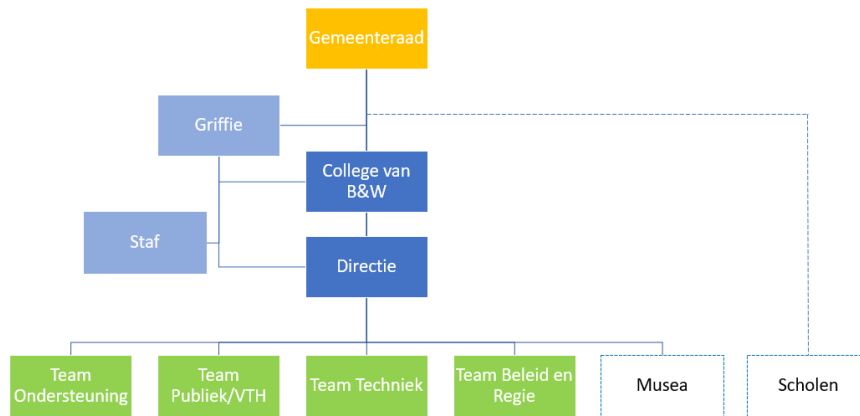 Gemeenteraad
Griffie
College van
B&W
Staf
Directie
Team
Ondersteuning
Team
Publiek/VTH
Team Techniek
Team Beleid en
Regie
Musea
Scholen